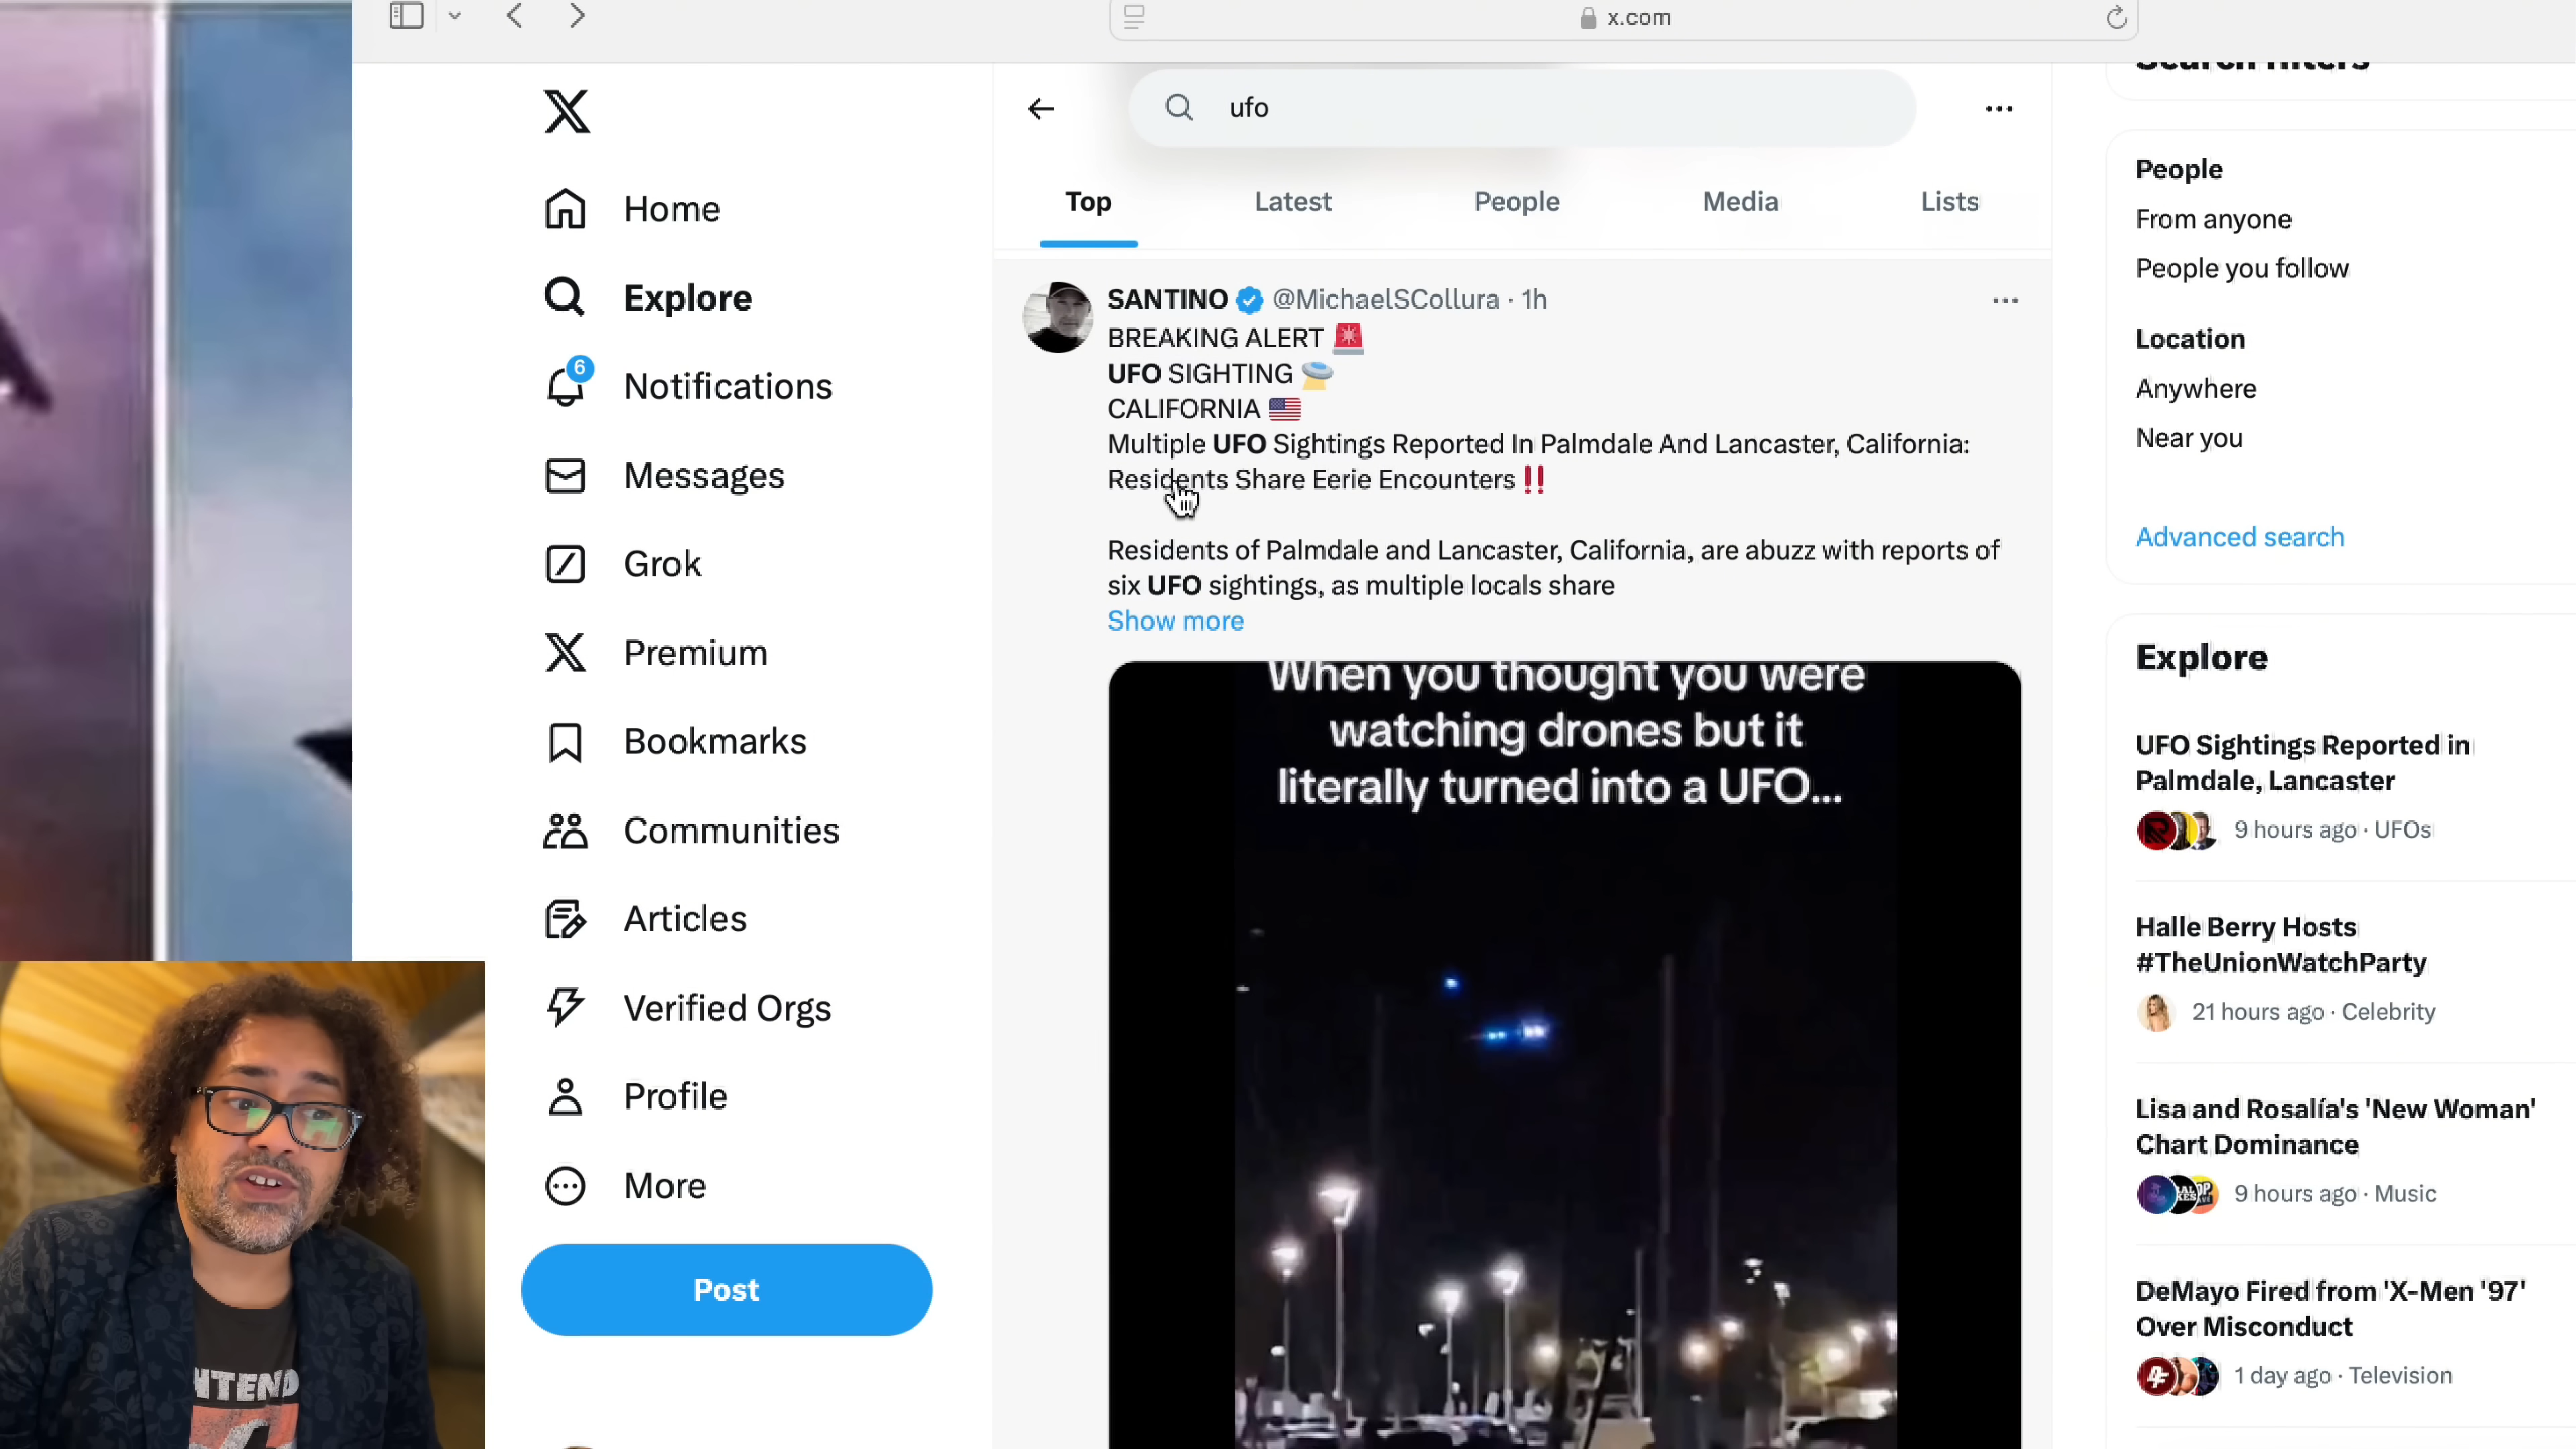 x.com
ufo
Top
Latest
People
Media
Lists
Home
Explore
6
Notifications
Messages
Grok
Premium
Bookmarks
Communities
Articles
Verified Orgs
Profile
More
Post
SANTINO @MichaelSCollura · 1h
BREAKING ALERT
UFO SIGHTING
CALIFORNIA
Multiple UFO Sightings Reported In Palmdale And Lancaster, California:
Residents Share Eerie Encounters‼️
Residents of Palmdale and Lancaster, California, are abuzz with reports of
six UFO sightings, as multiple locals share
Show more
When you thought you were
watching drones but it
literally turned into a UFO...
Search filters
People
From anyone
People you follow
Location
Anywhere
Near you
Advanced search
Explore
UFO Sightings Reported in
Palmdale, Lancaster
9 hours ago · UFOs
Halle Berry Hosts
#TheUnionWatchParty
21 hours ago · Celebrity
Lisa and Rosalía's 'New Woman'
Chart Dominance
9 hours ago · Music
DeMayo Fired from 'X-Men '97'
Over Misconduct
1 day ago · Television
NTEND